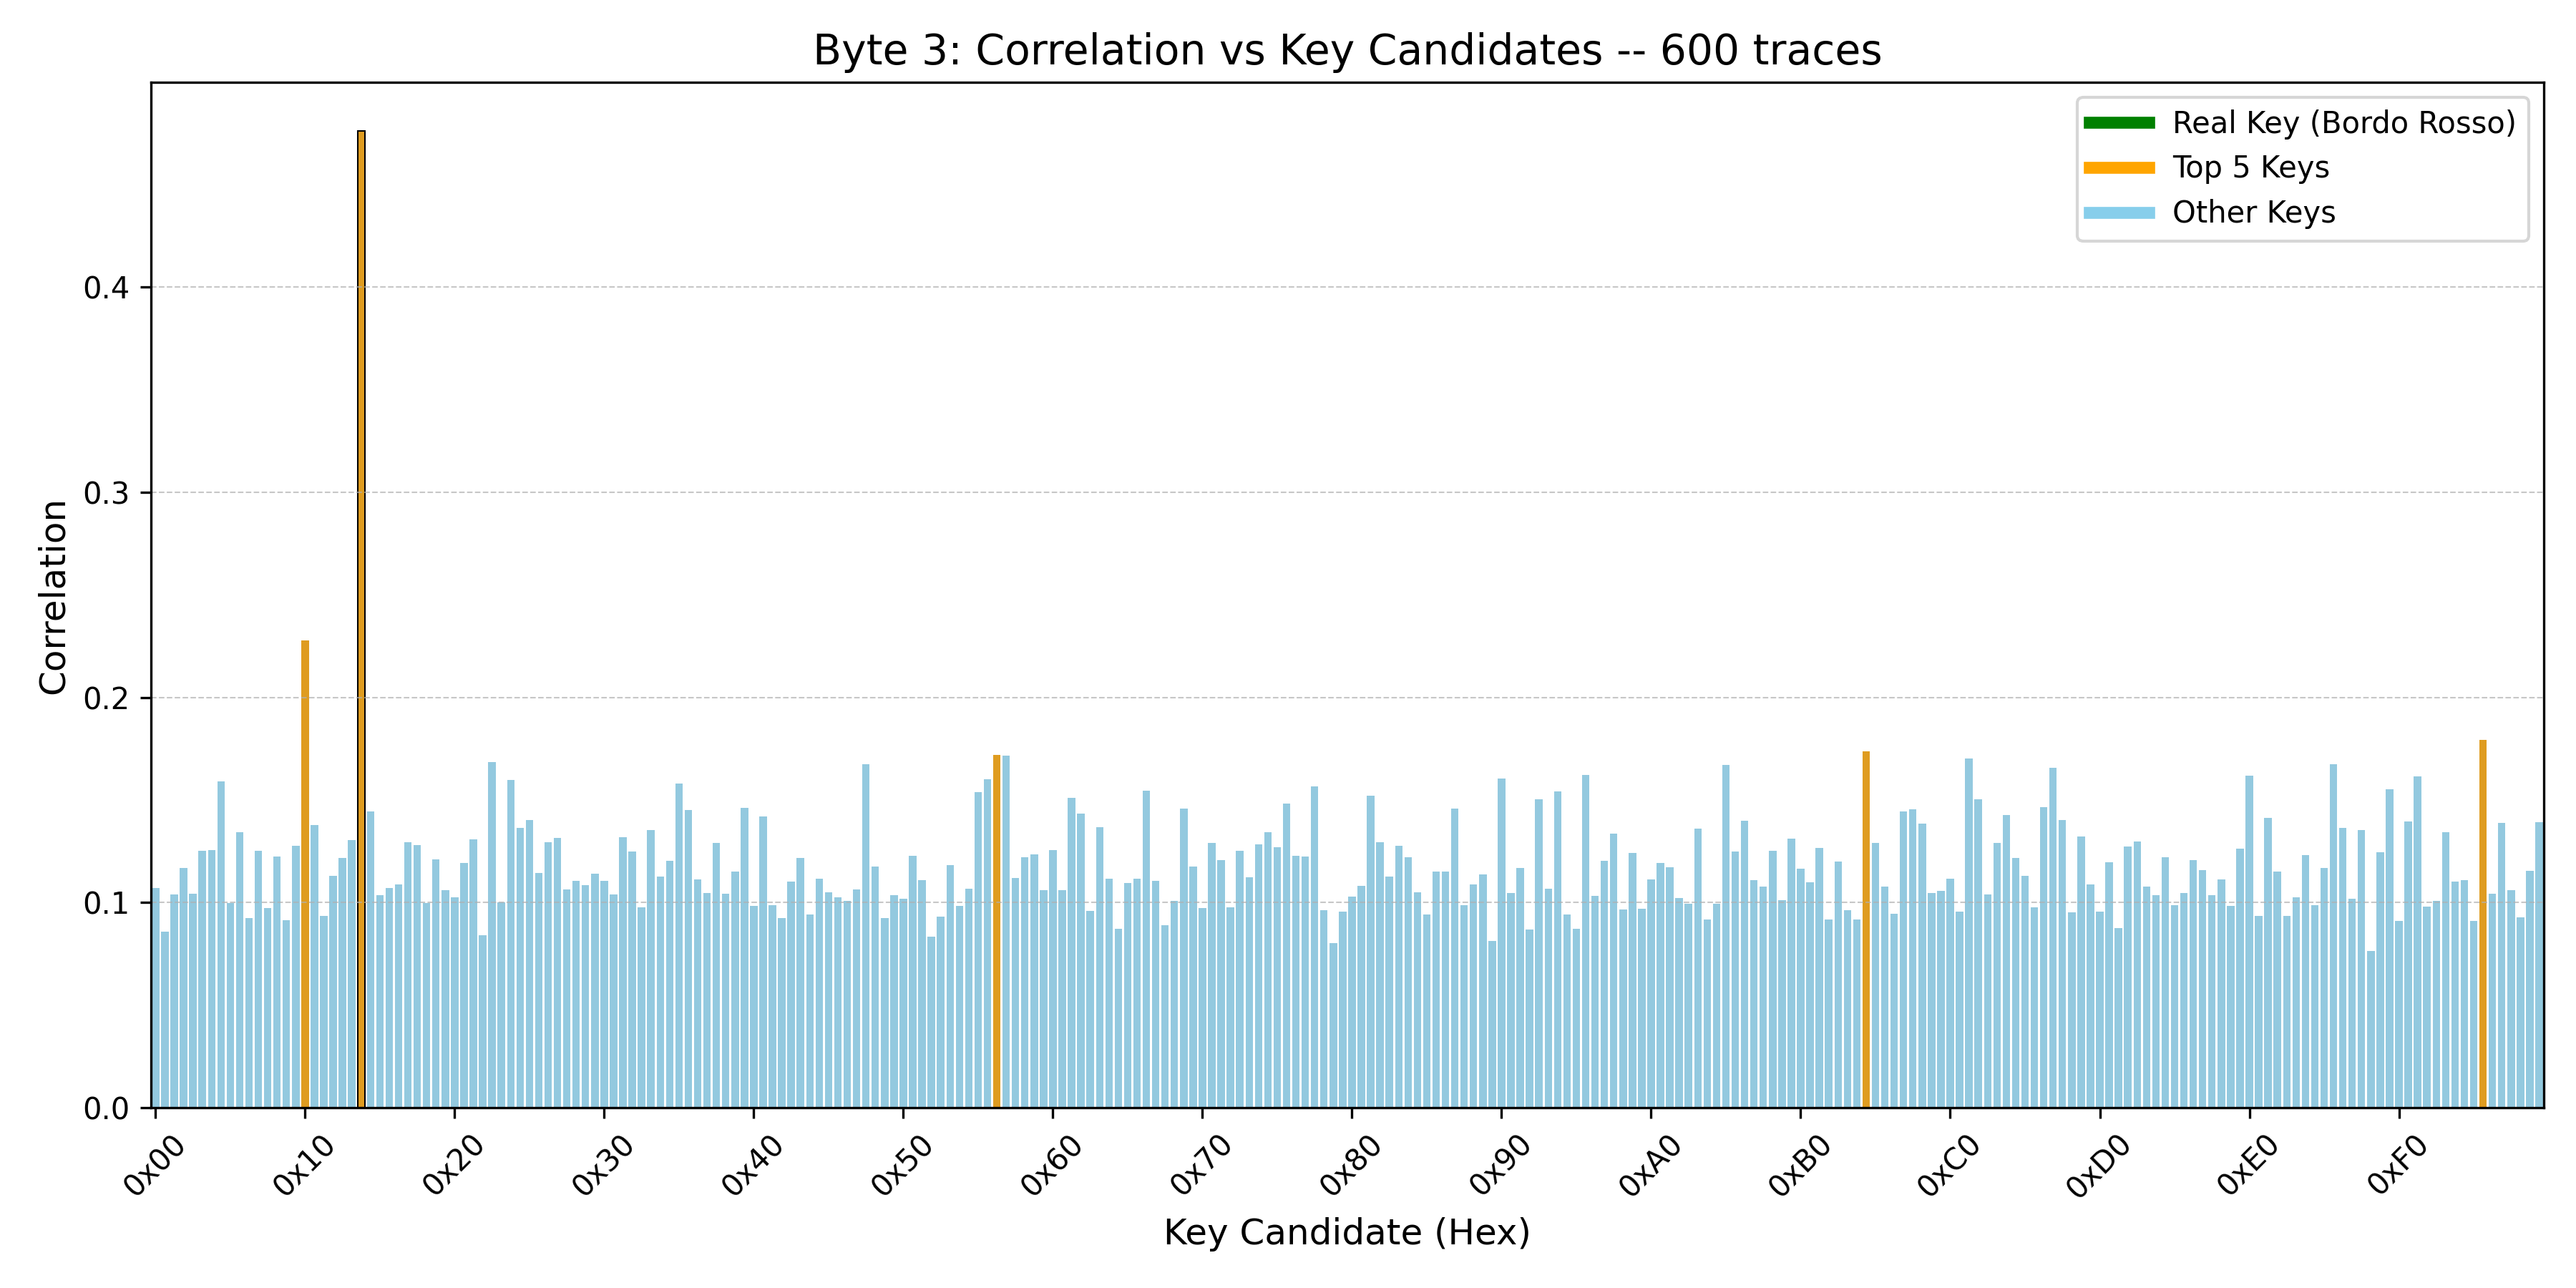 Byte 3: Correlation vs Key Candidates -- 600 traces
Real Key (Bordo Rosso)
Top 5 Keys
Other Keys
Correlation
0.4
0.3
0.2
0.1
0.0
0x00 0x10 0x20 0x30 0x40 0x50 0x60 0x70 0x80 0x90 0xA0 0xB0 0xC0 0xD0 0xE0 0xF0
Key Candidate (Hex)